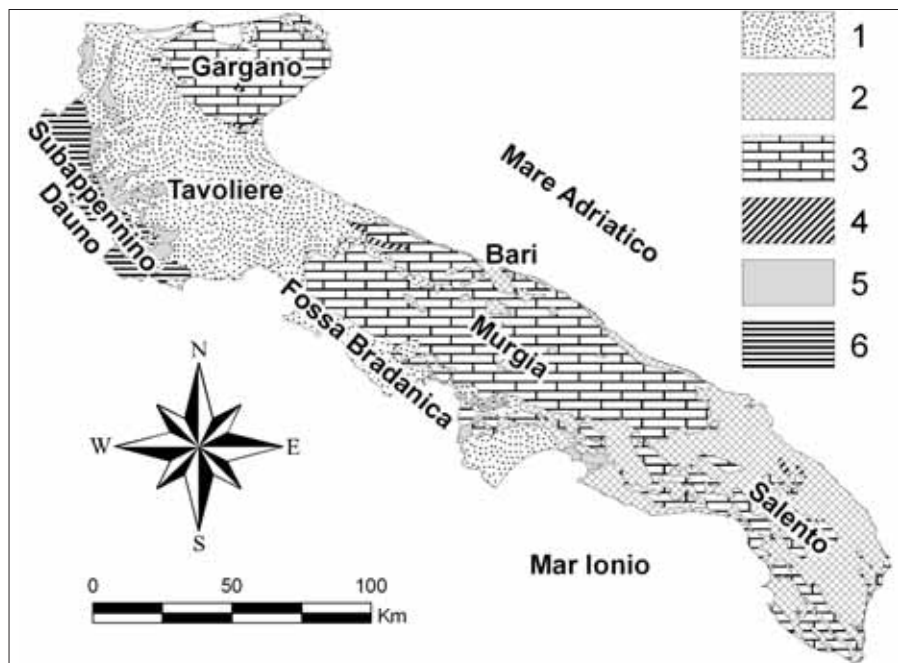 Gargano
1
2
3
4
5
6
Mare Adriatico
Subappennino
Dauno
Tavoliere
Bari
Fossa Bradanica
Murgia
N
W
E
S
Salento
Mar Ionio
0 50 100
Km